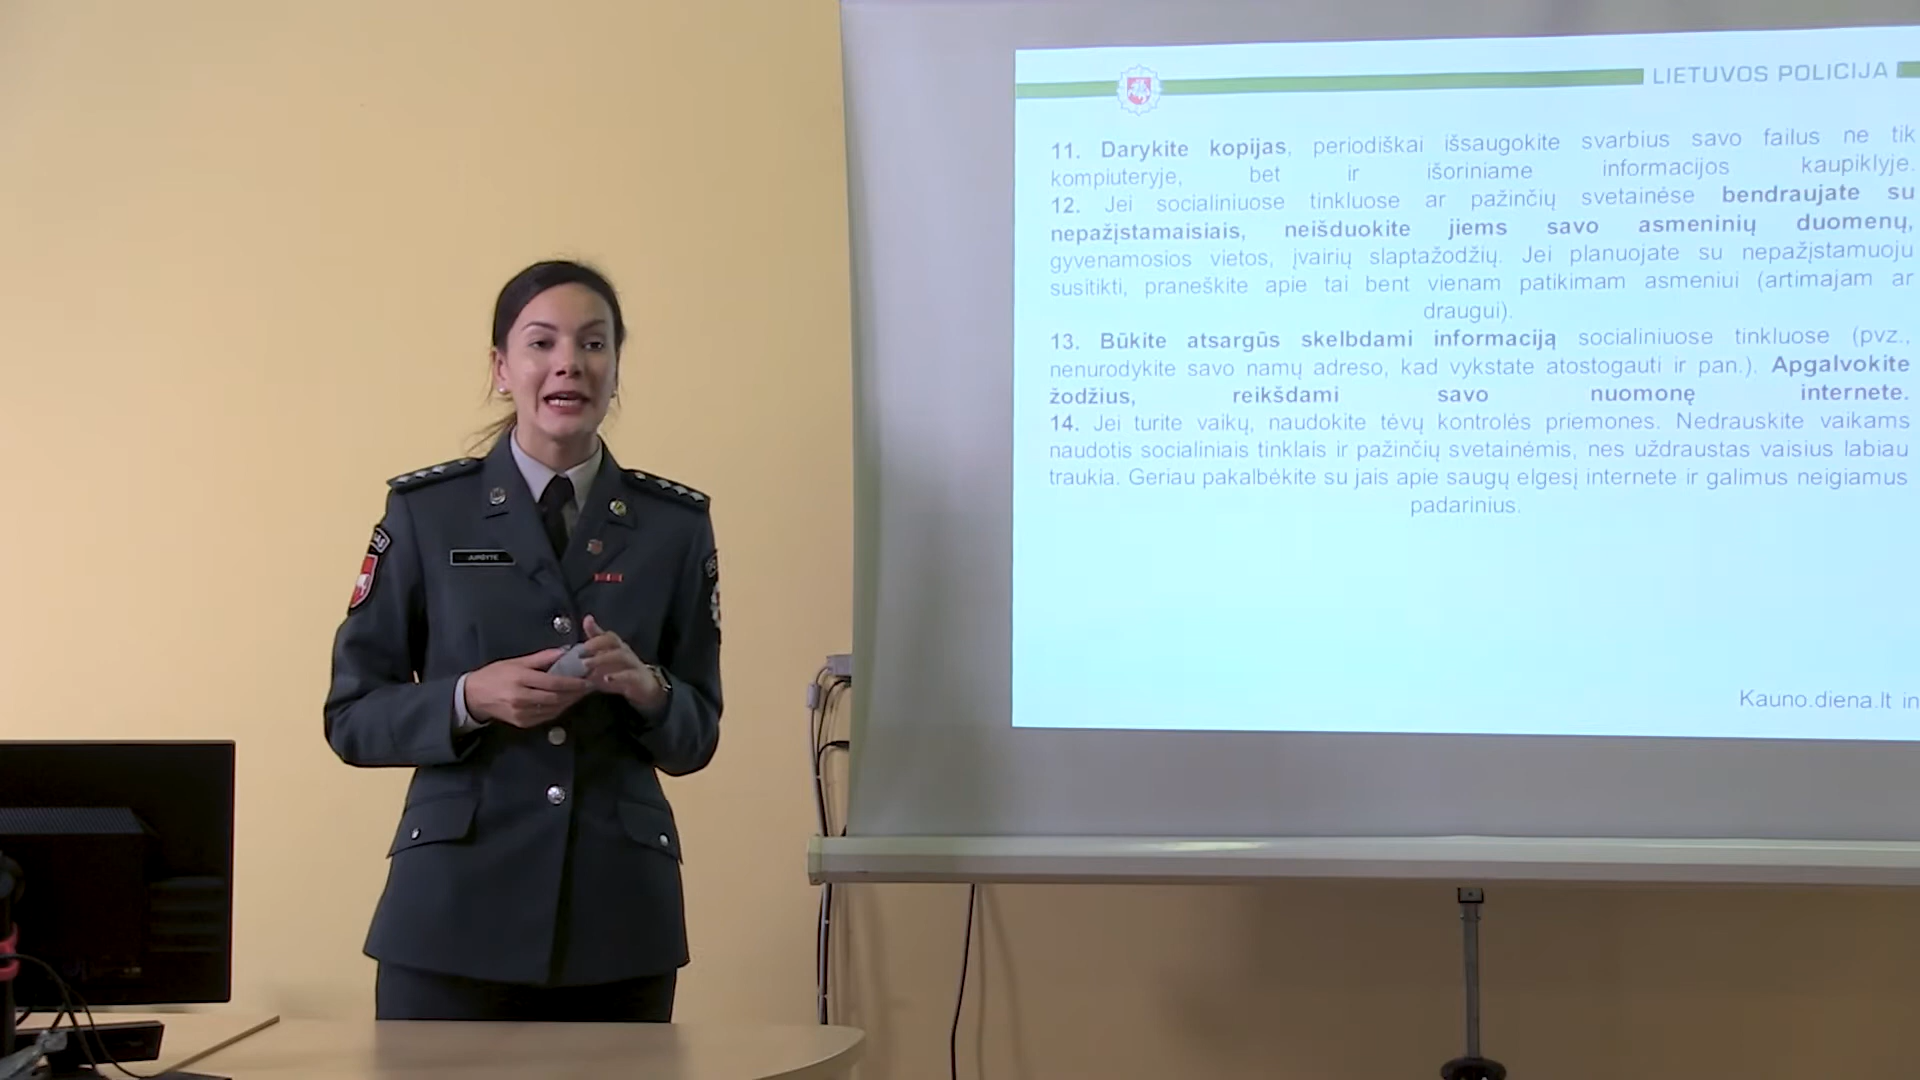 LIETUVOS POLICIJA
11. Darykite kopijas, periodiškai išsaugokite svarbius savo failus ne tik
kompiuteryje, bet ir išoriniame informacijos kaupiklyje.
12. Jei socialiniuose tinkluose ar pažinčių svetainėse bendraujate su
nepažįstamaisiais, neišduokite jiems savo asmeninių duomenų,
gyvenamosios vietos, įvairių slaptažodžių. Jei planuojate su nepažįstamuoju
susitikti, praneškite apie tai bent vienam patikimam asmeniui (artimajam ar
draugui).
13. Būkite atsargūs skelbdami informaciją socialiniuose tinkluose (pvz.,
nenurodykite savo namų adreso, kad vykstate atostogauti ir pan.). Apgalvokite
žodžius, reikšdami savo nuomonę internete.
14. Jei turite vaikų, naudokite tėvų kontrolės priemones. Nedrauskite vaikams
naudotis socialiniais tinklais ir pažinčių svetainėmis, nes uždraustas vaisius labiau
traukia. Geriau pakalbėkite su jais apie saugų elgesį internete ir galimus neigiamus
padarinius.
Kauno.diena.lt in